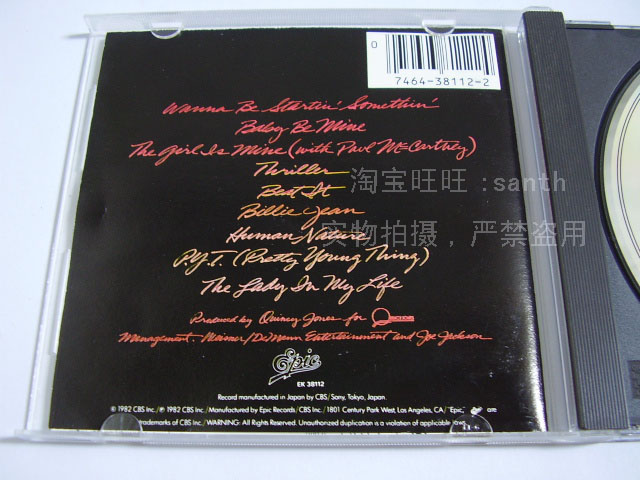 0
7464-38112-2
Wanna Be Startin' Somethin'
Baby Be Mine
The Girl Is Mine (with Paul McCartney)
Thriller
淘宝旺旺 :santh
Beat It
Billie Jean
Human Nature
实物拍摄，严禁盗用
P.Y.T. (Pretty Young Thing)
The Lady In My Life
Produced by Quincy Jones for
Management: Weisner/DeMann Entertainment and Joe Jackson
Epic
EK 38112
Record manufactured in Japan by CBS/Sony, Tokyo, Japan.
© 1982 CBS Inc./℗ 1982 CBS Inc./Manufactured by Epic Records/CBS Inc./1801 Century Park West, Los Angeles, CA/"Epic," are
trademarks of CBS Inc./WARNING: All Rights Reserved. Unauthorized duplication is a violation of applicable